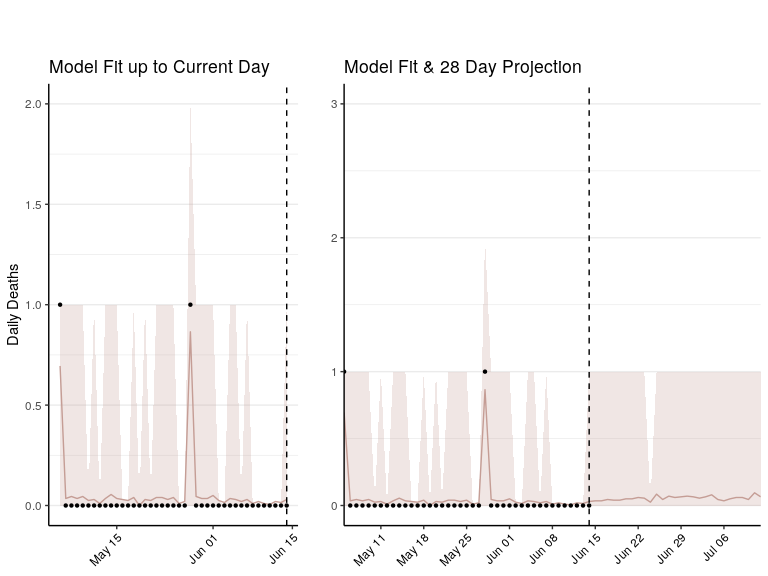 Model Fit up to Current Day
Model Fit & 28 Day Projection
Daily Deaths
2.0
1.5
1.0
0.5
0.0
May 15
Jun 01
Jun 15
3
2
1
0
May 11
May 18
May 25
Jun 01
Jun 08
Jun 15
Jun 22
Jun 29
Jul 06